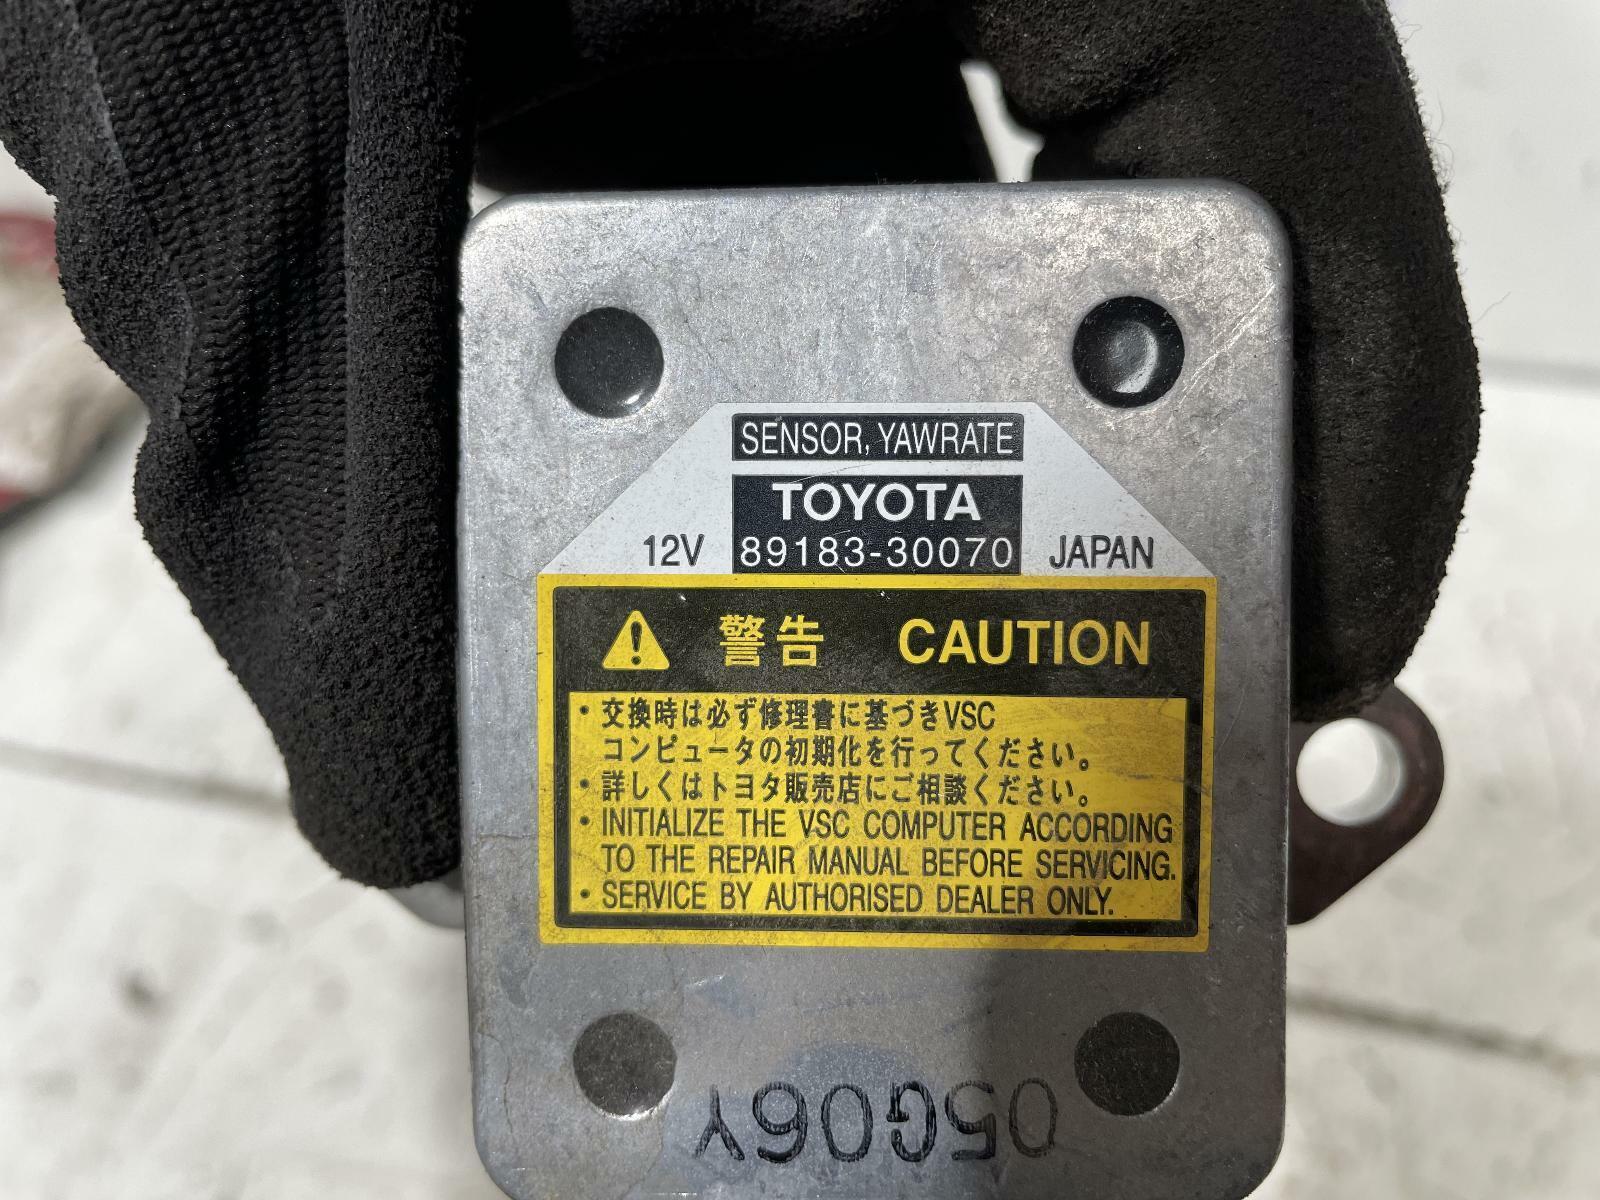 SENSOR, YAWRATE
TOYOTA
12V 89183-30070 JAPAN
警告 CAUTION
・交換時は必ず修理書に基づきVSC
コンピュータの初期化を行ってください。
・詳しくはトヨタ販売店にご相談ください。
・INITIALIZE THE VSC COMPUTER ACCORDING
TO THE REPAIR MANUAL BEFORE SERVICING.
・SERVICE BY AUTHORISED DEALER ONLY.
05G06Y